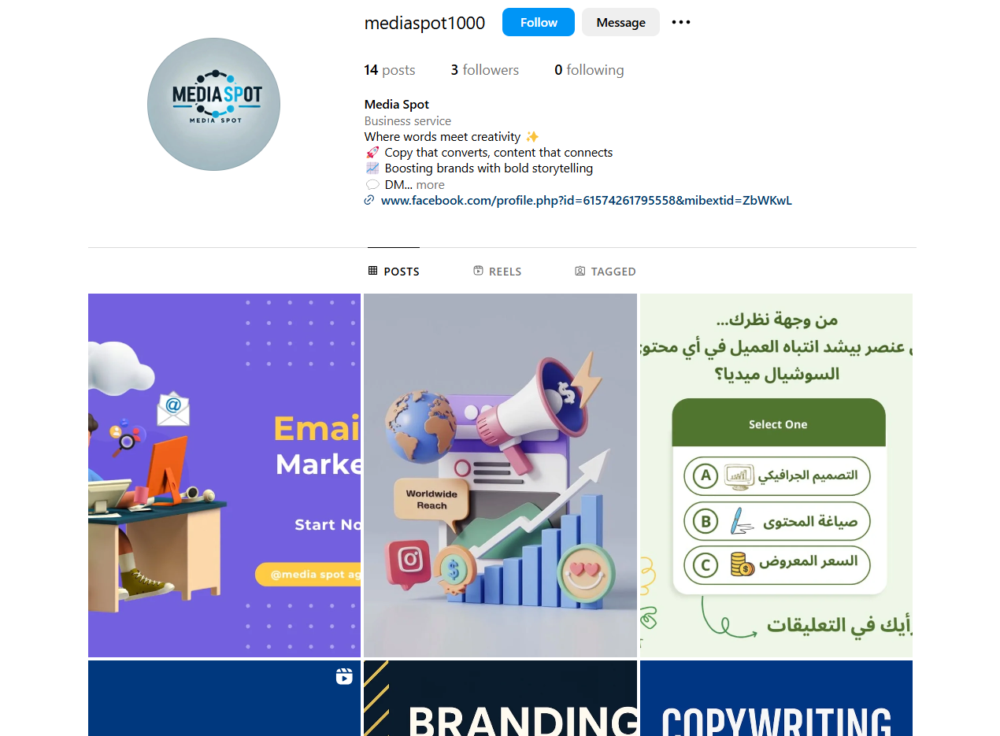 mediaspot1000 Follow Message
14 posts 3 followers 0 following
MEDIA SPOT
MEDIA SPOT
Media Spot
Business service
Where words meet creativity ✨
🚀 Copy that converts, content that connects
📈 Boosting brands with bold storytelling
💬 DM... more
www.facebook.com/profile.php?id=61574261795558&mibextid=ZbWKwL
POSTS REELS TAGGED
@
Emai
Marke
Start No
@media spot ag
$
Worldwide
Reach
$
من وجهة نظرك...
عنصر بيشد انتباه العميل في أي محتوى
السوشيال ميديا؟
Select One
A التصميم الجرافيكي
B صياغة المحتوى
C السعر المعروض
رأيك في التعليقات
BRANDING
COPYWRITING